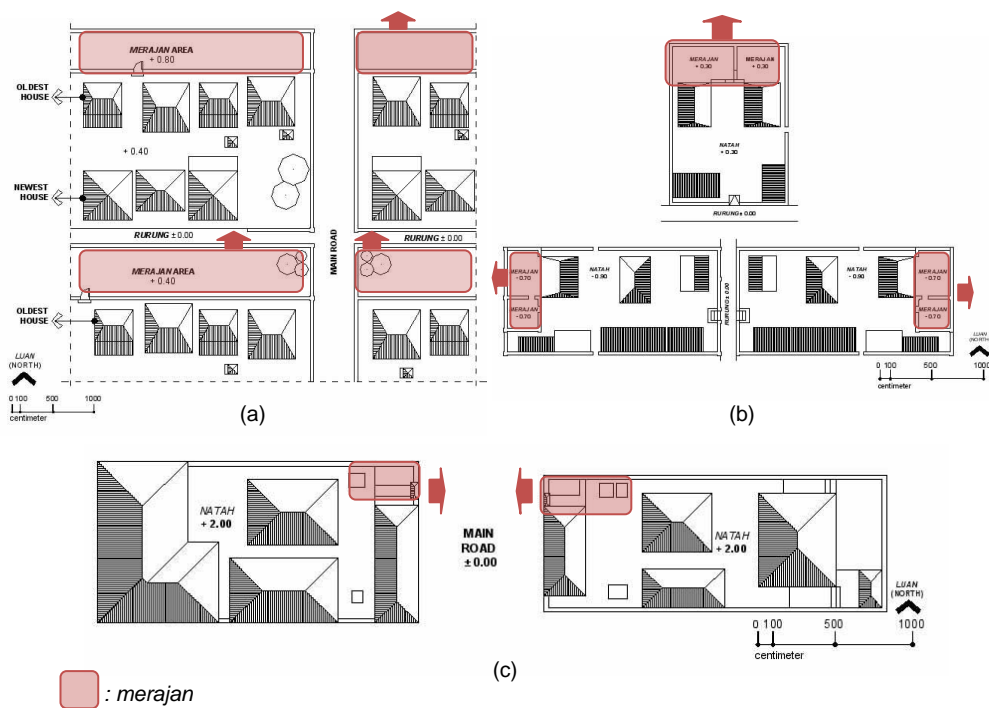 MERAJAN AREA
+ 0.80
OLDEST
HOUSE
+ 0.40
NEWEST
HOUSE
RURUNG ± 0.00
RURUNG ± 0.00
MAIN ROAD
MERAJAN AREA
+ 0.40
OLDEST
HOUSE
LUAN
(NORTH)
0 100 500 1000
centimeter
(a)
MERAJAN
+ 0.30
MERAJAN
+ 0.30
NATAH
+ 0.30
RURUNG ± 0.00
MERAJAN
- 0.70
MERAJAN
- 0.70
NATAH
- 0.90
RURUNG ± 0.00
NATAH
- 0.90
MERAJAN
- 0.70
MERAJAN
- 0.70
LUAN
(NORTH)
0 100 500 1000
centimeter
(b)
NATAH
+ 2.00
MAIN
ROAD
± 0.00
NATAH
+ 2.00
LUAN
(NORTH)
0 100 500 1000
centimeter
(c)
: merajan